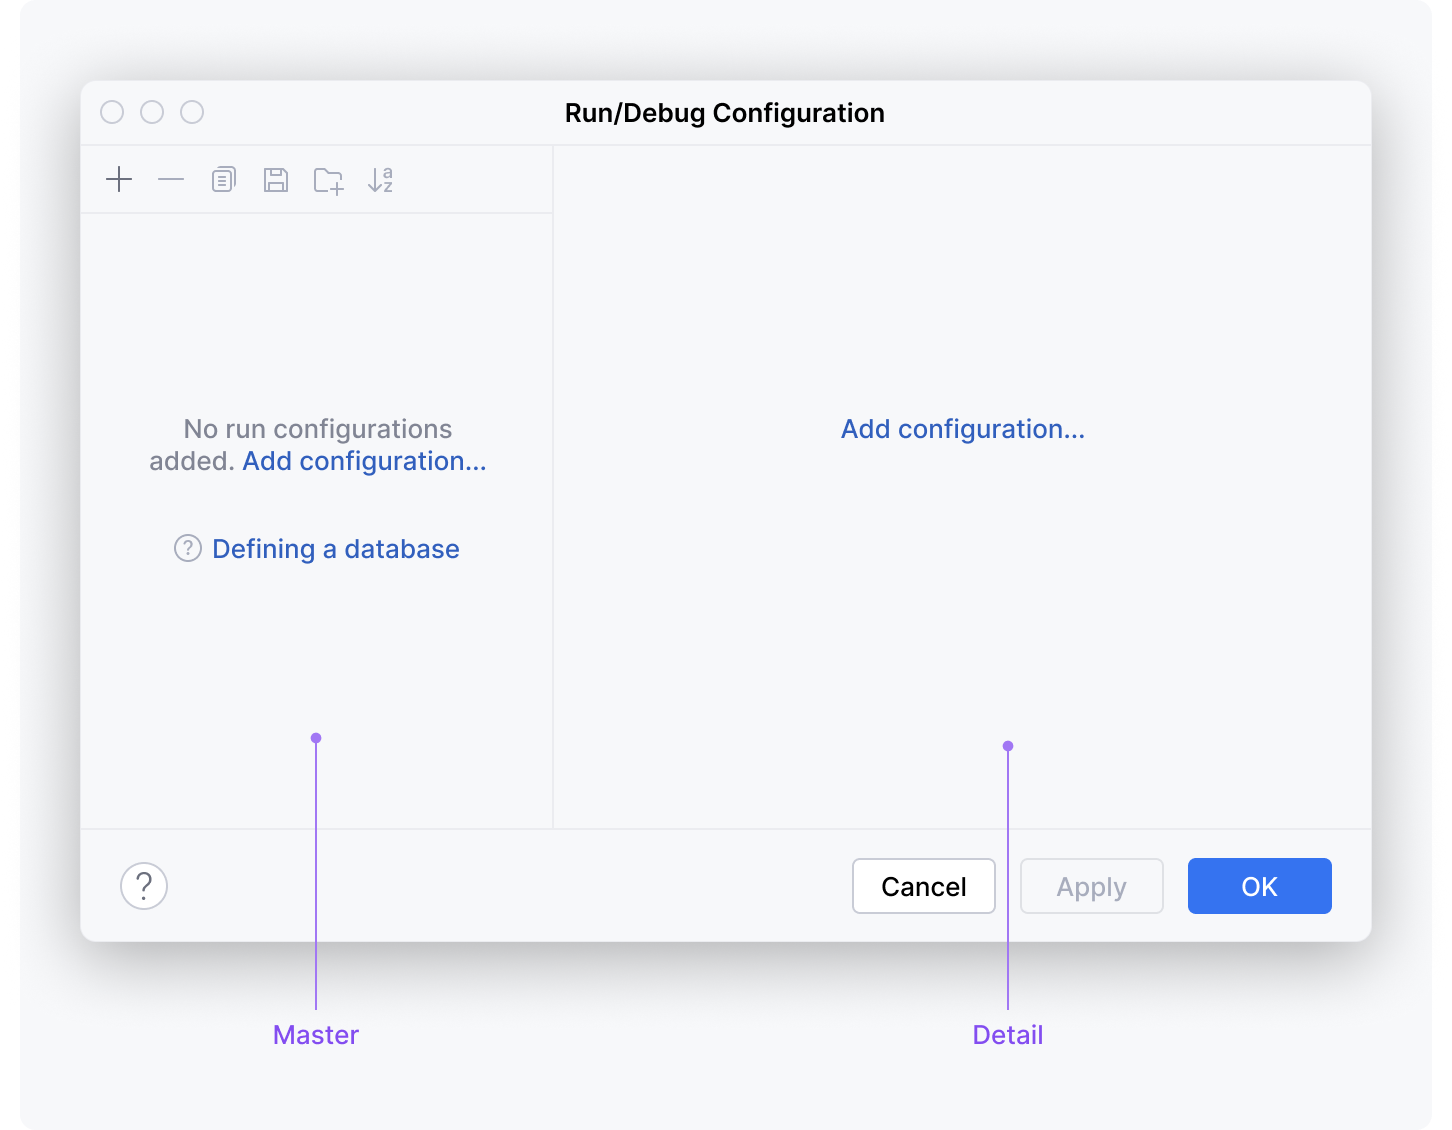 Run/Debug Configuration
No run configurations
added. Add configuration...
Defining a database
Add configuration...
Cancel
Apply
OK
Master
Detail